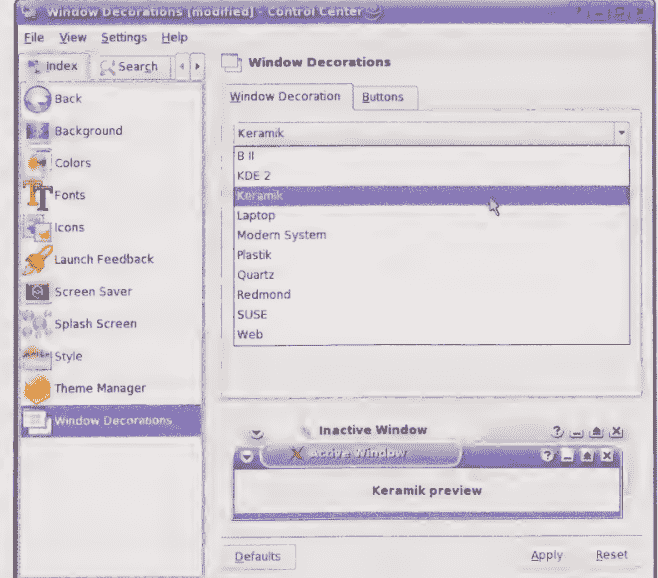 Window Decorations [modified] - Control Center
File View Settings Help
Index Search
Window Decorations
Back
Background
Colors
Fonts
Icons
Launch Feedback
Screen Saver
Splash Screen
Style
Theme Manager
Window Decorations
Window Decoration Buttons
Keramik
B II
KDE 2
Keramik
Laptop
Modern System
Plastik
Quartz
Redmond
SUSE
Web
Inactive Window
Active Window
Keramik preview
Defaults Apply Reset